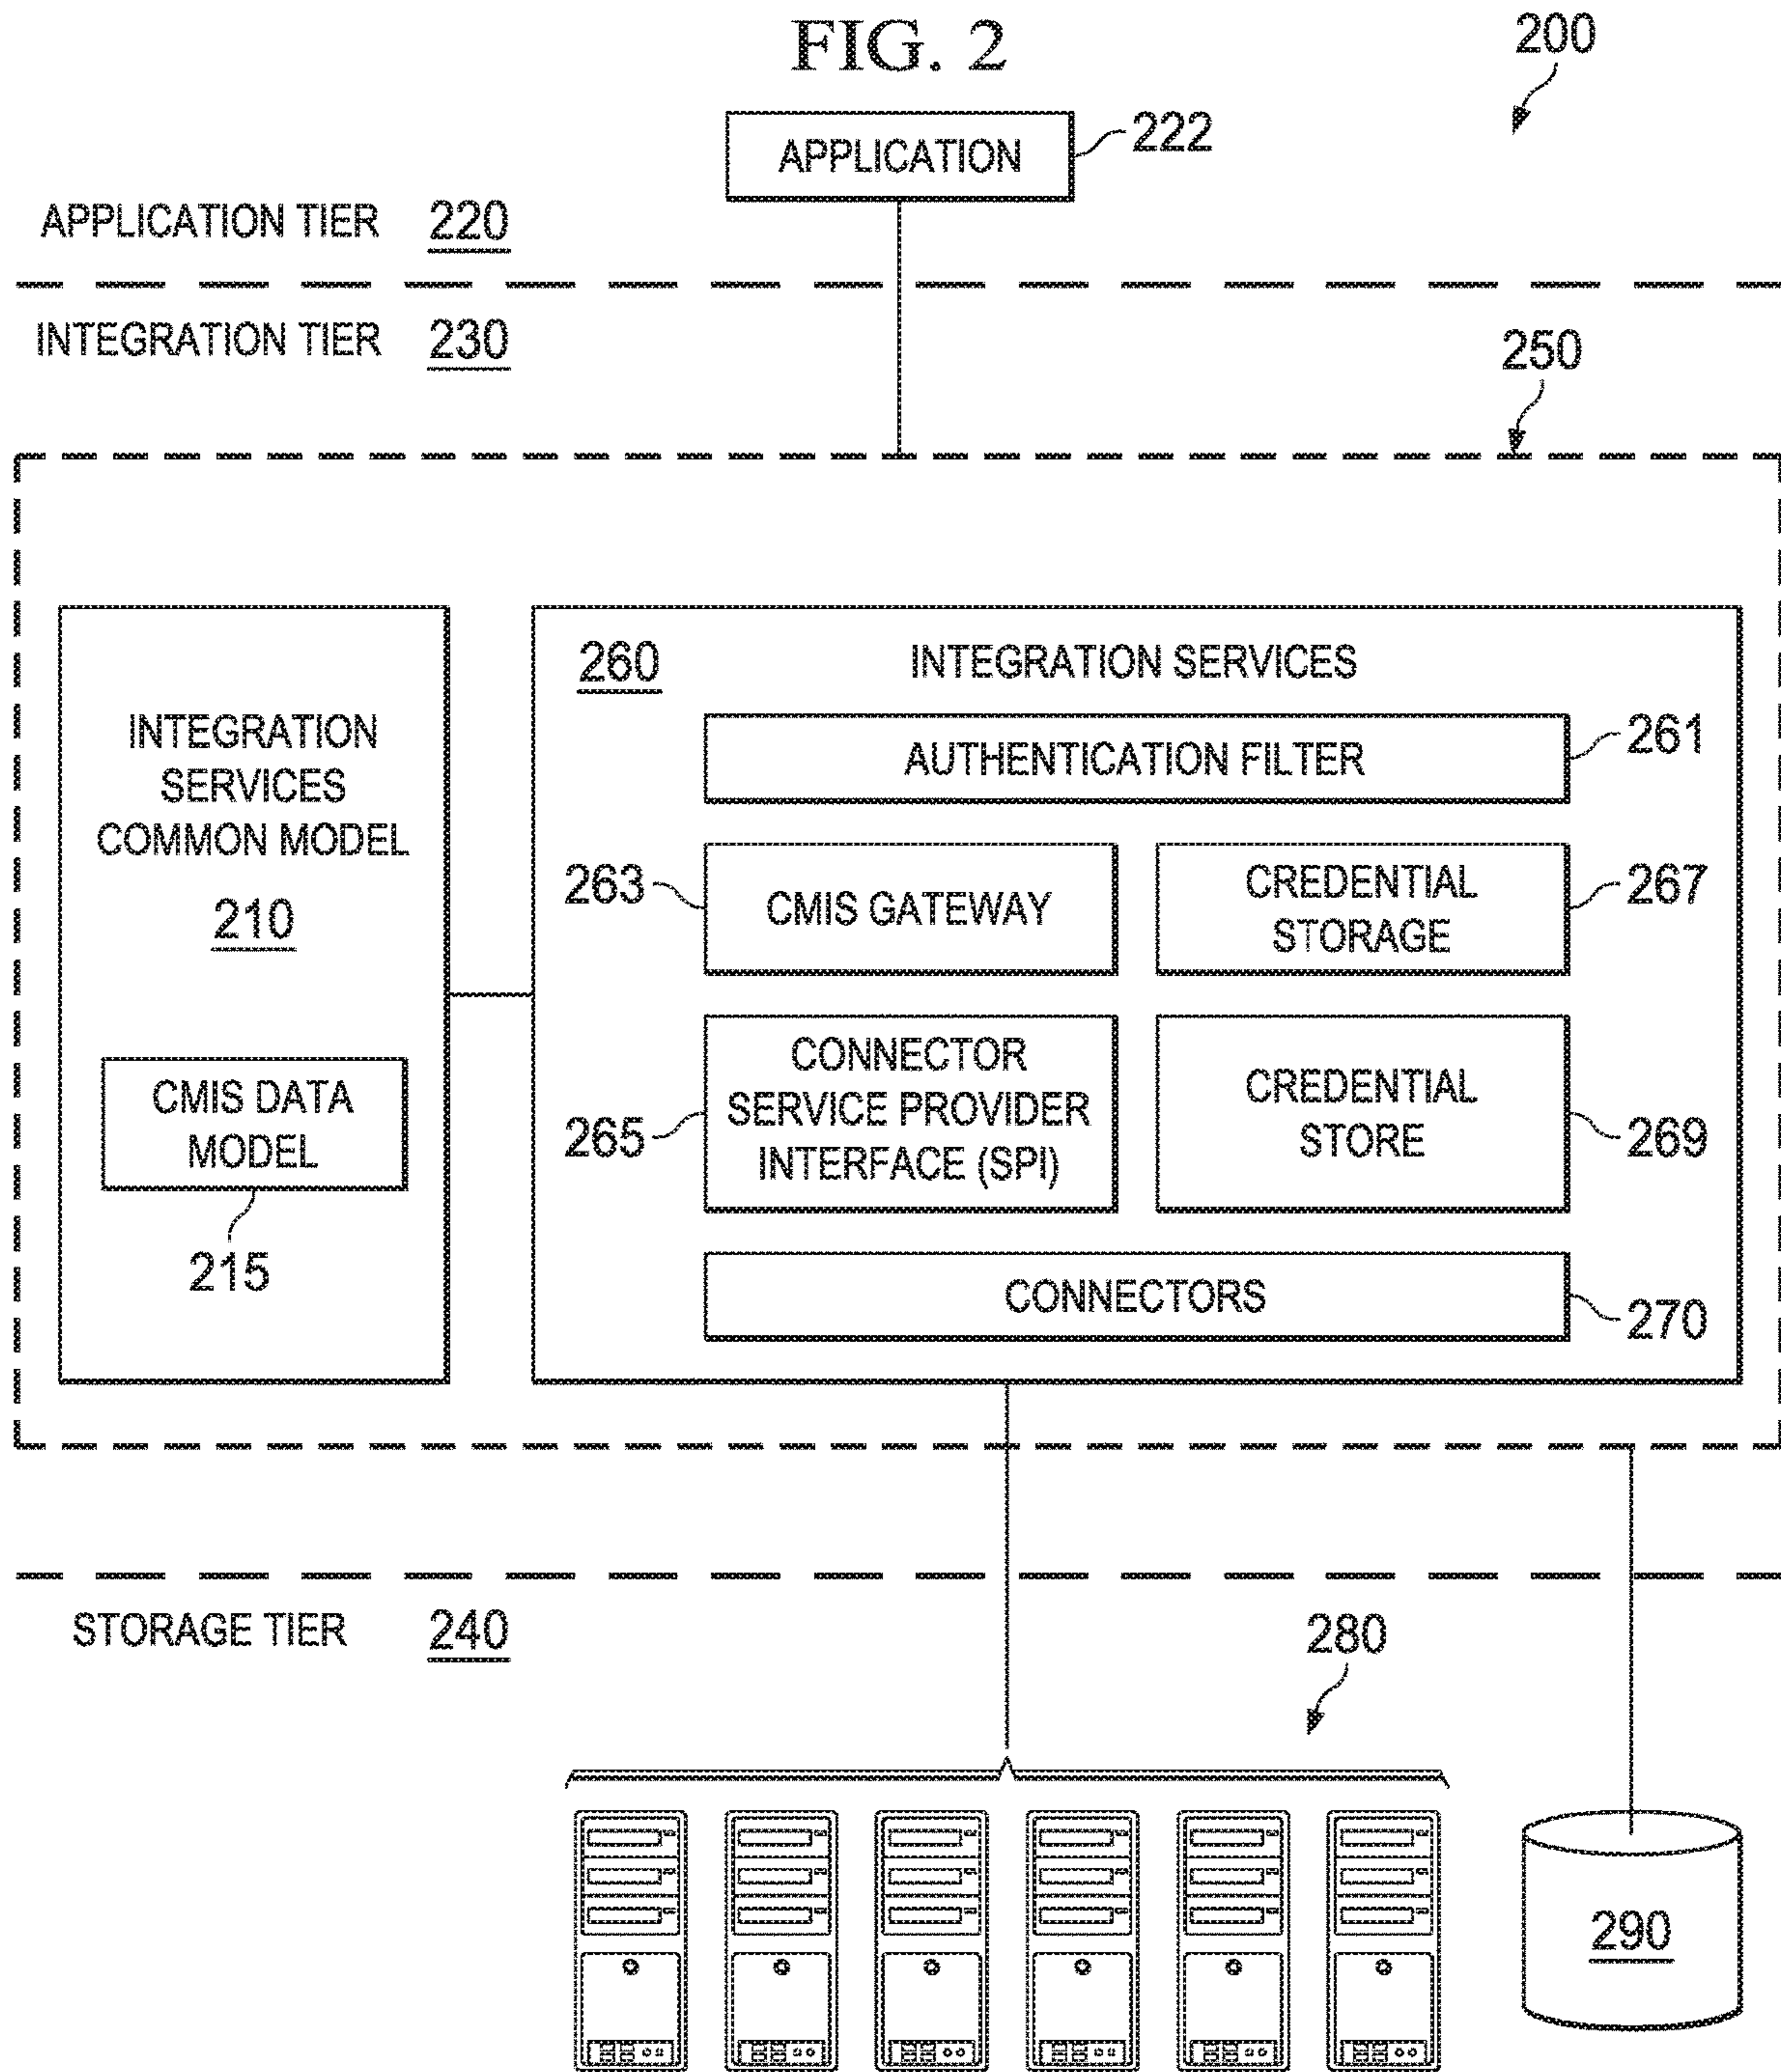 FIG. 2
200
APPLICATION
222
APPLICATION TIER 220
INTEGRATION TIER 230
250
INTEGRATION
SERVICES
COMMON MODEL
210
CMIS DATA
MODEL
215
260
INTEGRATION SERVICES
AUTHENTICATION FILTER
261
263
CMIS GATEWAY
CREDENTIAL
STORAGE
267
265
CONNECTOR
SERVICE PROVIDER
INTERFACE (SPI)
CREDENTIAL
STORE
269
CONNECTORS
270
STORAGE TIER 240
280
290